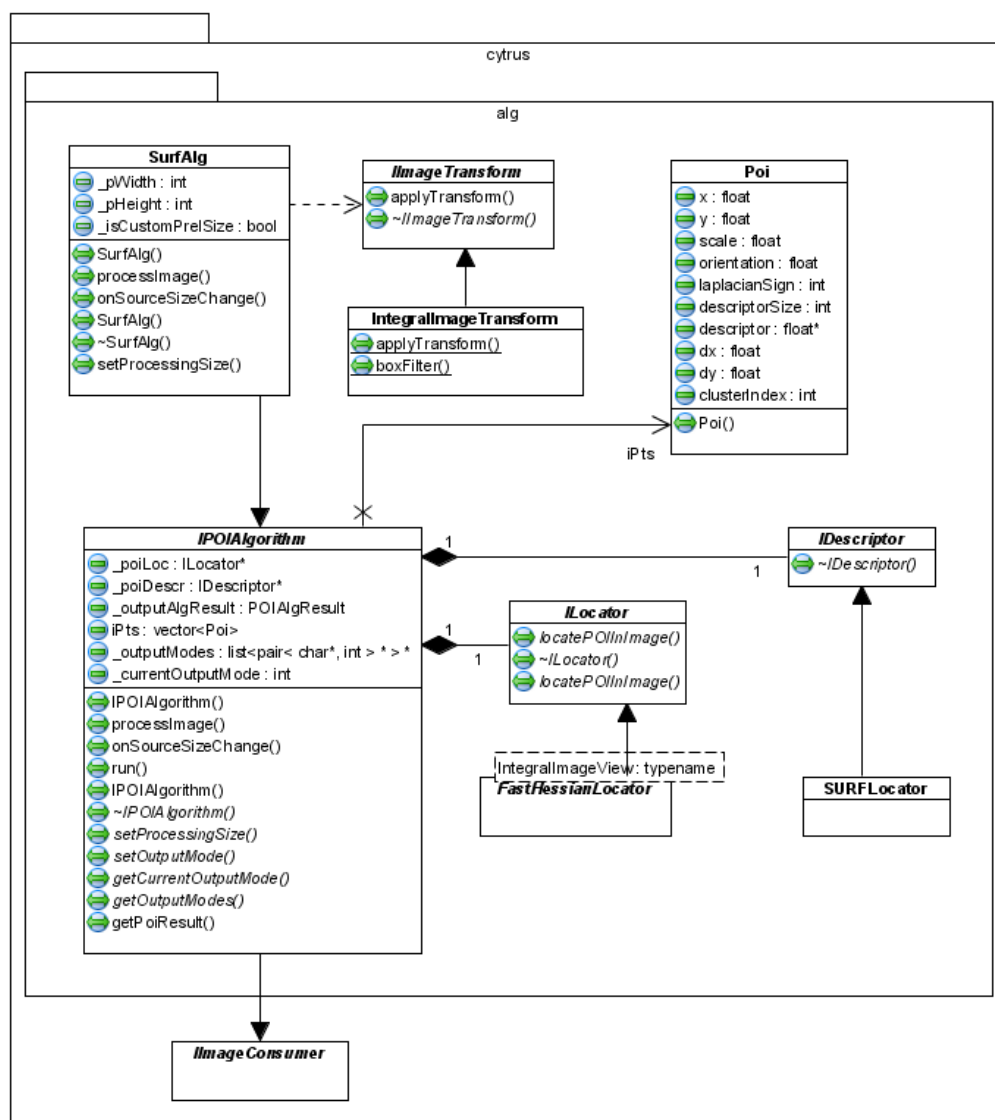 cytrus
alg
SurfAlg
_pWidth : int
_pHeight : int
_isCustomPrelSize : bool
SurfAlg()
processImage()
onSourceSizeChange()
SurfAlg()
~SurfAlg()
setProcessingSize()
IImageTransform
applyTransform()
~IImageTransform()
IntegralImageTransform
applyTransform()
boxFilter()
Poi
x : float
y : float
scale : float
orientation : float
laplacianSign : int
descriptorSize : int
descriptor : float*
dx : float
dy : float
clusterIndex : int
Poi()
iPts
IPOIAlgorithm
_poiLoc : ILocator*
_poiDescr : IDescriptor*
_outputAlgResult : POIAlgResult
iPts : vector<Poi>
_outputModes : list<pair< char*, int > * > *
_currentOutputMode : int
IPOIAlgorithm()
processImage()
onSourceSizeChange()
run()
IPOIAlgorithm()
~IPOIAlgorithm()
setProcessingSize()
setOutputMode()
getCurrentOutputMode()
getOutputModes()
getPoiResult()
1
1
IDescriptor
~IDescriptor()
1
1
ILocator
locatePOIInImage()
~ILocator()
locatePOIInImage()
IntegralImageView : typename
FastHessianLocator
SURFLocator
IImageConsumer